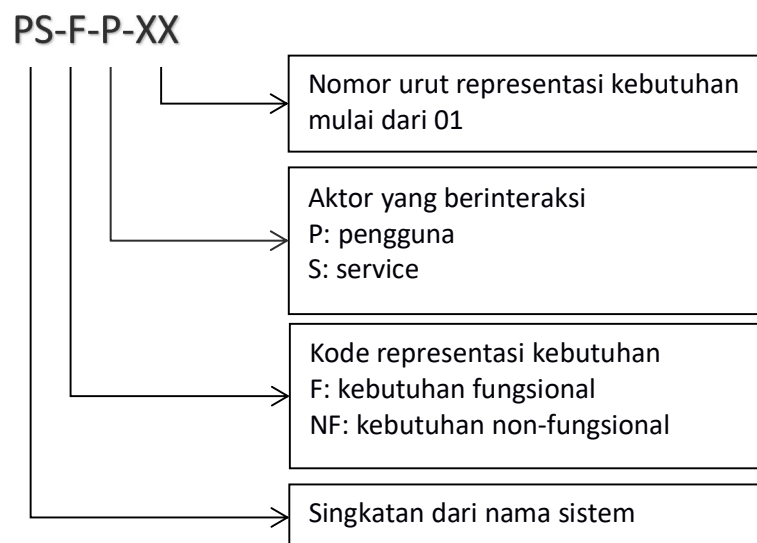 PS-F-P-XX
Nomor urut representasi kebutuhan
mulai dari 01
Aktor yang berinteraksi
P: pengguna
S: service
Kode representasi kebutuhan
F: kebutuhan fungsional
NF: kebutuhan non-fungsional
Singkatan dari nama sistem